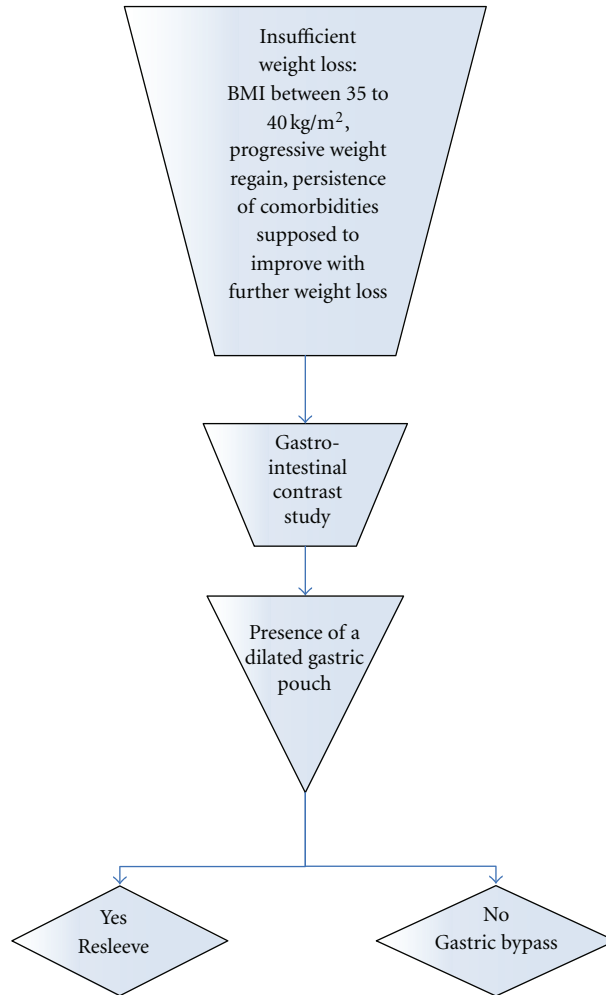 Insufficient
weight loss:
BMI between 35 to
40 kg/m²,
progressive weight
regain, persistence
of comorbidities
supposed to
improve with
further weight loss
Gastro-
intestinal
contrast
study
Presence of a
dilated gastric
pouch
Yes
Resleeve
No
Gastric bypass